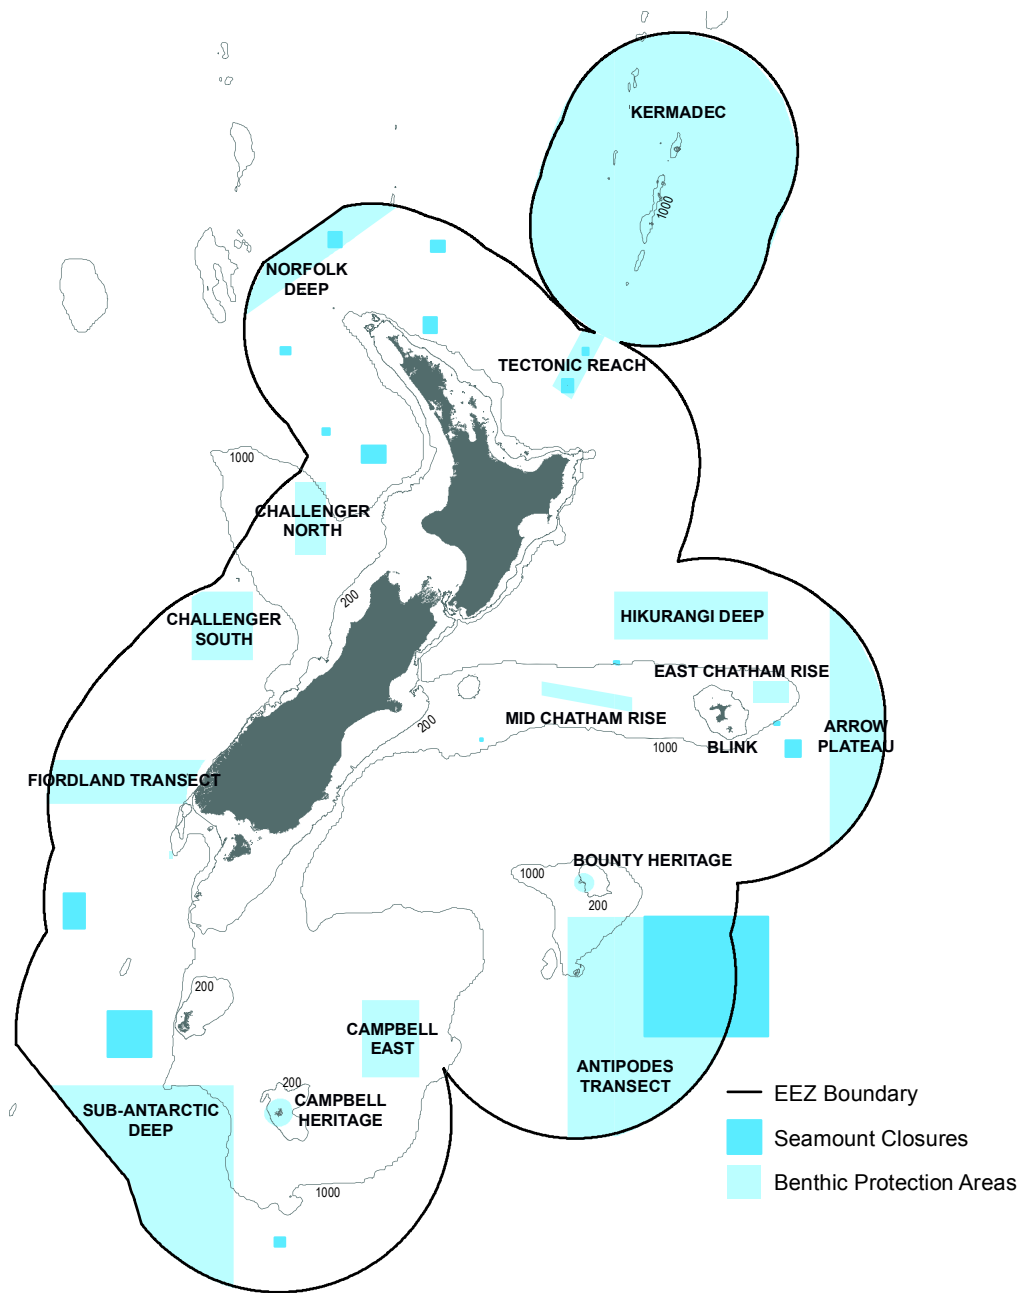 KERMADEC
1000
NORFOLK
DEEP
TECTONIC REACH
1000
CHALLENGER
NORTH
200
CHALLENGER
SOUTH
HIKURANGI DEEP
EAST CHATHAM RISE
MID CHATHAM RISE
200
1000
BLINK
ARROW
PLATEAU
FIORDLAND TRANSECT
BOUNTY HERITAGE
1000
200
200
CAMPBELL
EAST
ANTIPODES
TRANSECT
200
SUB-ANTARCTIC
DEEP
CAMPBELL
HERITAGE
1000
EEZ Boundary
Seamount Closures
Benthic Protection Areas